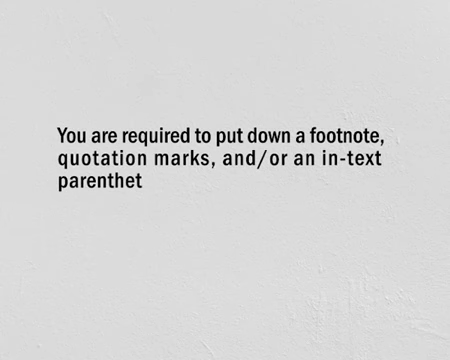 You are required to put down a footnote,
quotation marks, and/or an in-text
parenthet